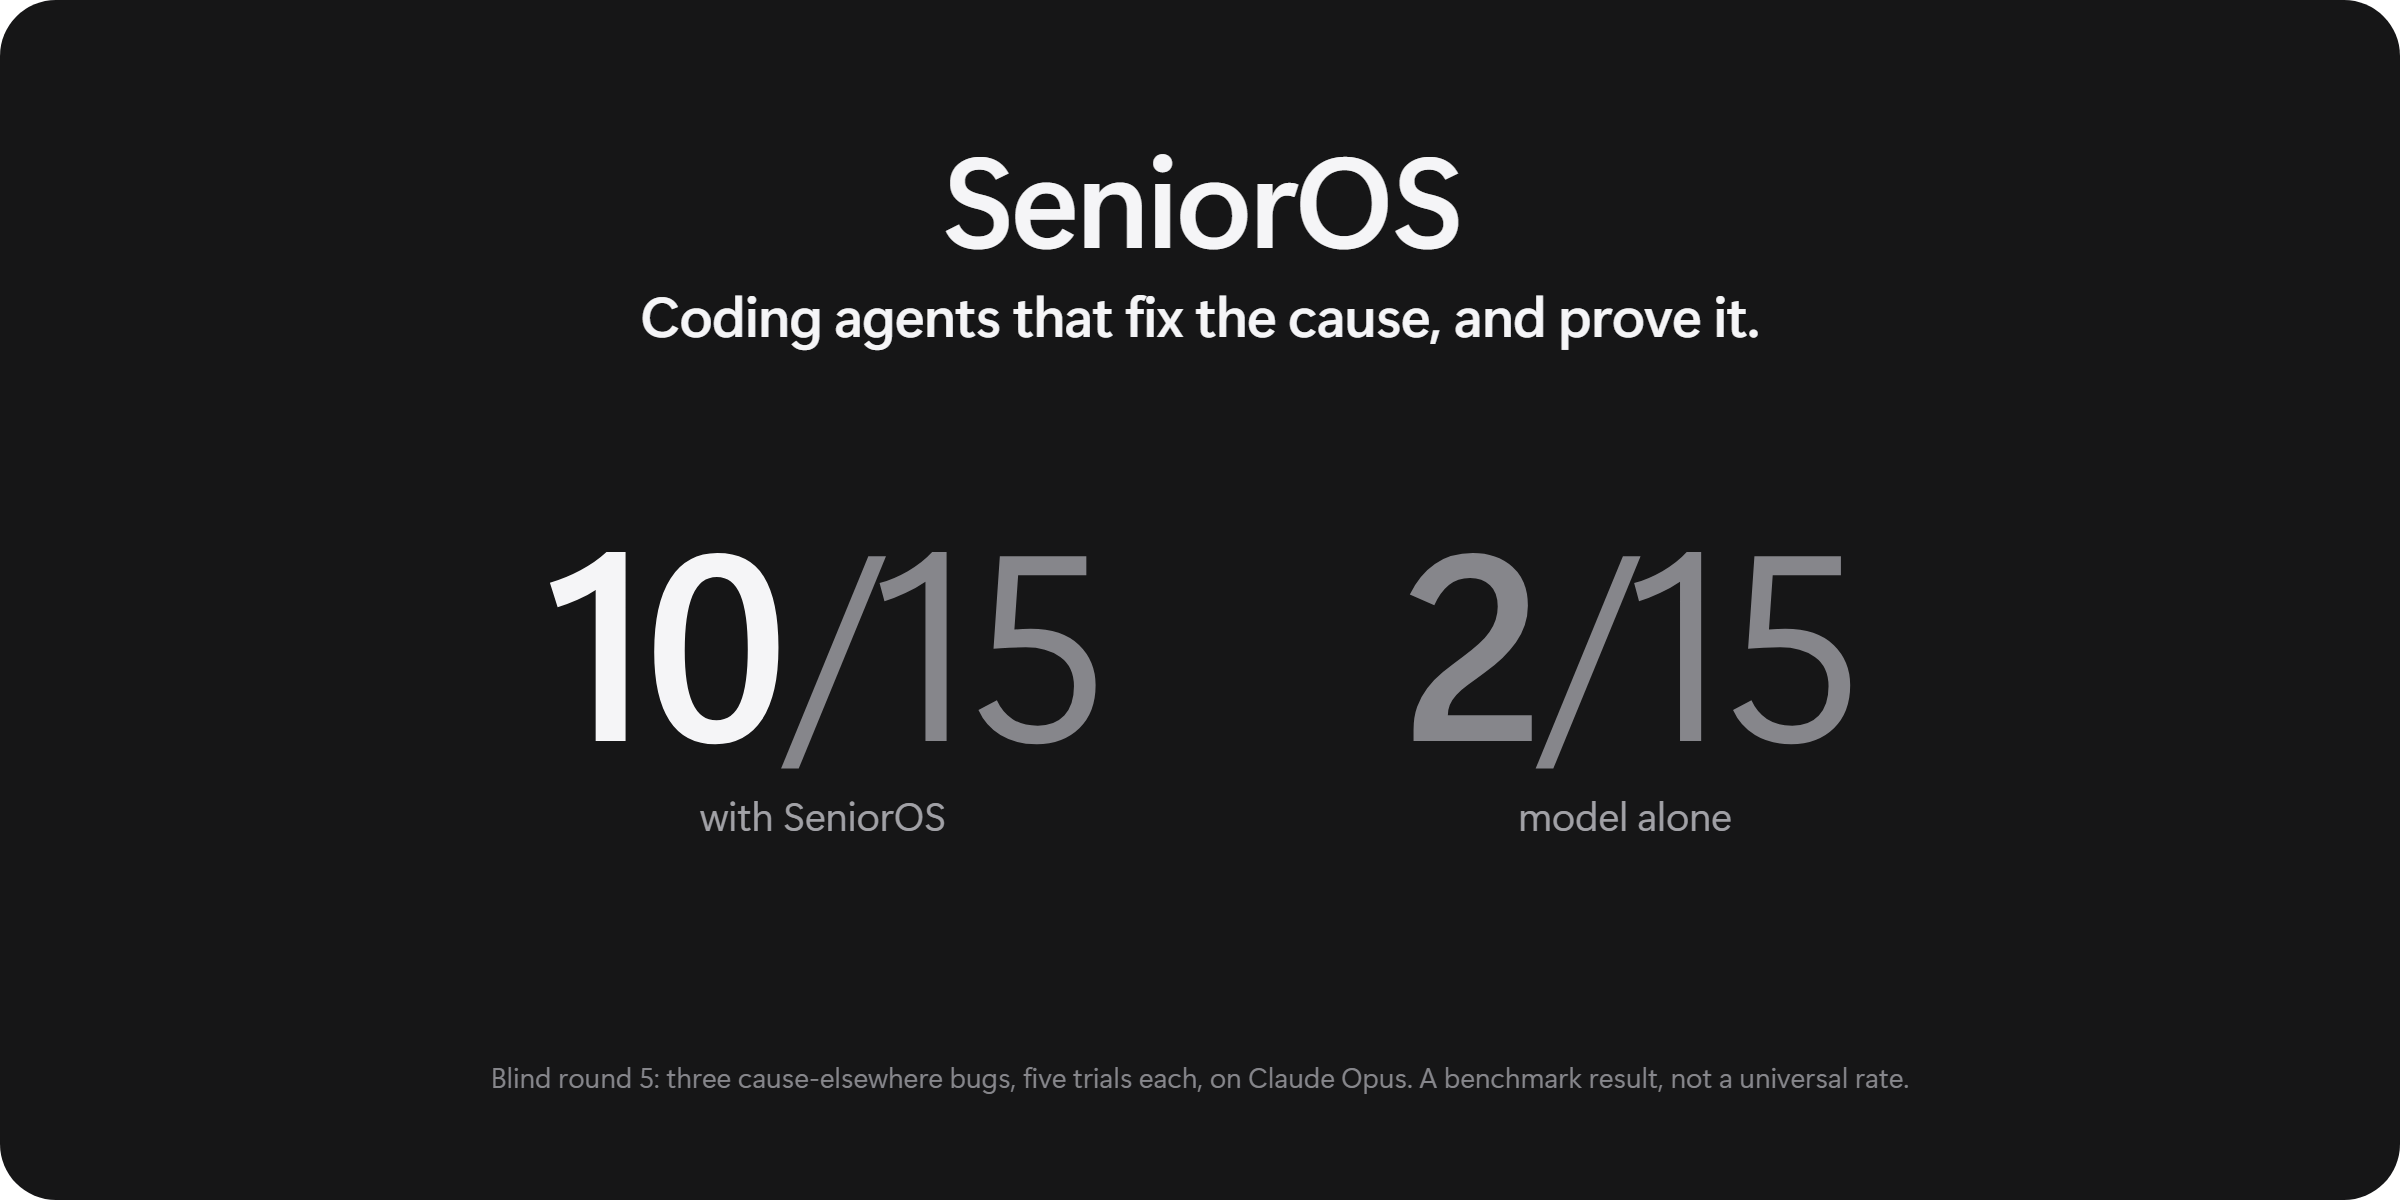 SeniorOS
Coding agents that fix the cause, and prove it.
10/15
with SeniorOS
2/15
model alone
Blind round 5: three cause-elsewhere bugs, five trials each, on Claude Opus. A benchmark result, not a universal rate.